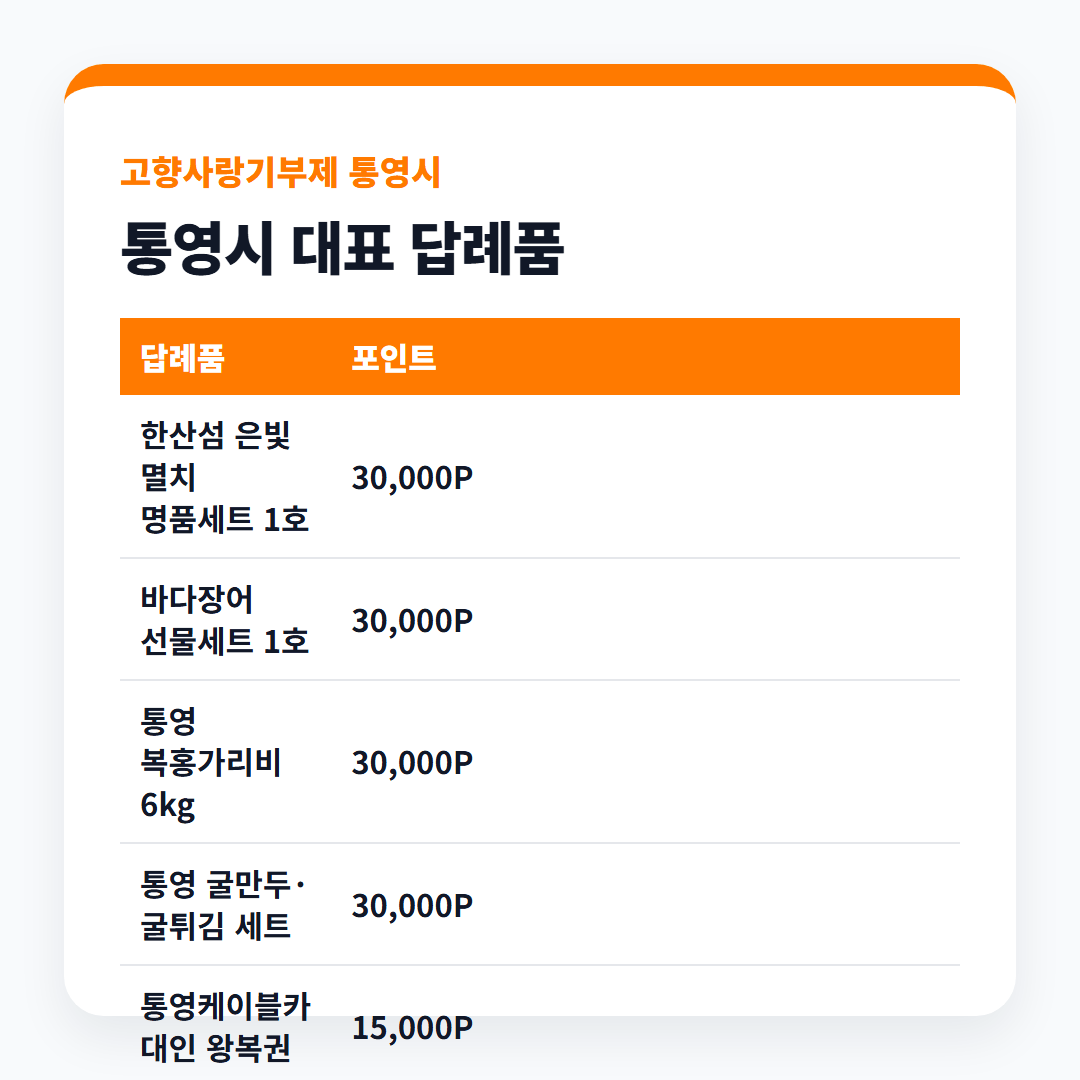 고향사랑기부제 통영시
통영시 대표 답례품
답례품 포인트
한산섬 은빛
멸치
명품세트 1호
30,000P
바다장어
선물세트 1호
30,000P
통영
복홍가리비
6kg
30,000P
통영 굴만두·
굴튀김 세트
30,000P
통영케이블카
대인 왕복권
15,000P